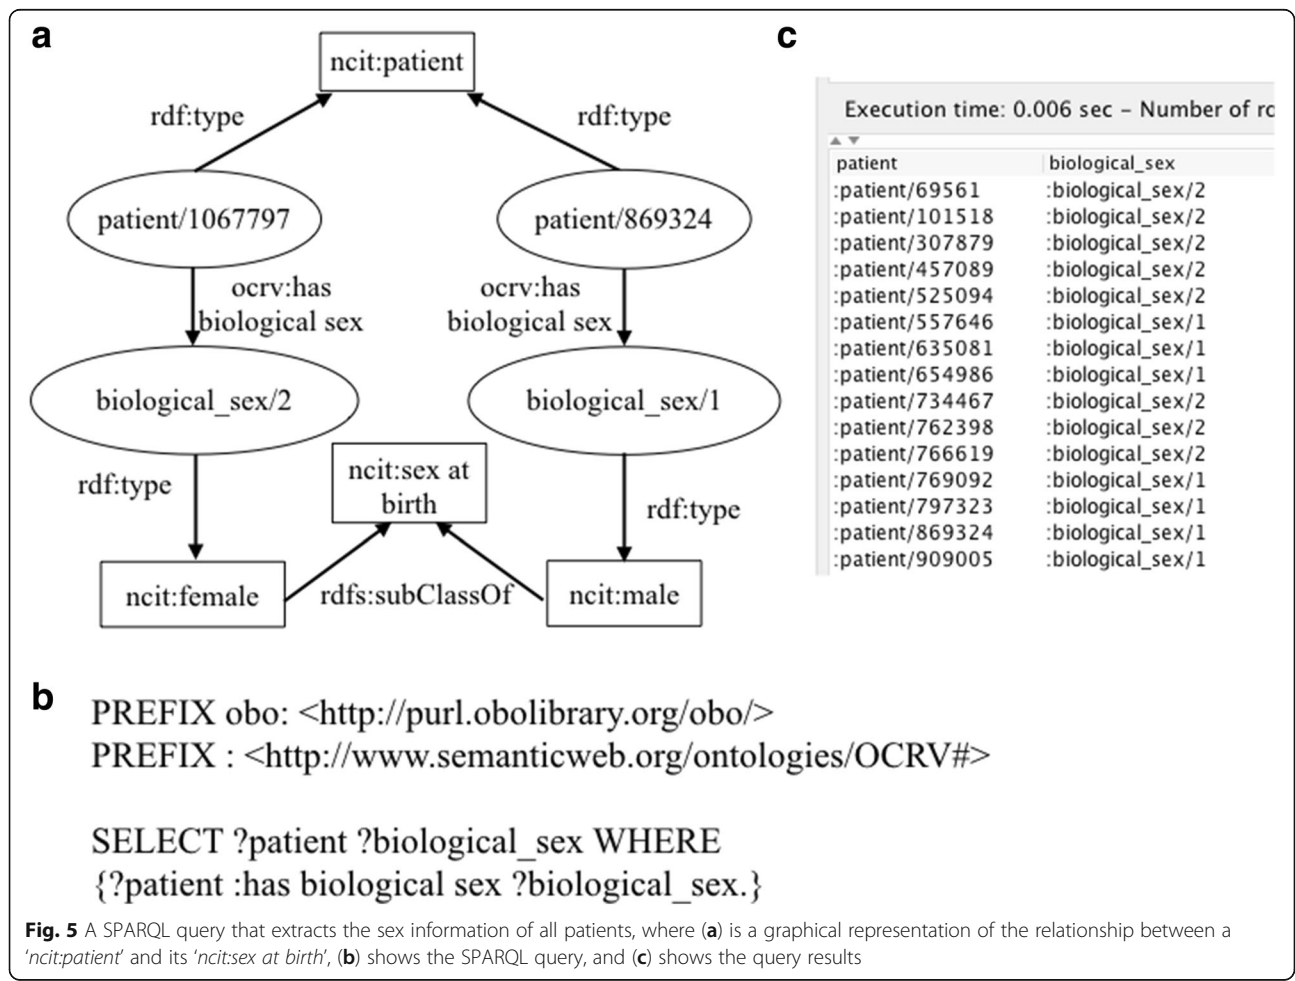 a
ncit:patient
rdf:type
rdf:type
patient/1067797
patient/869324
ocrv:has
biological sex
ocrv:has
biological sex
biological_sex/2
biological_sex/1
rdf:type
ncit:sex at
birth
rdf:type
ncit:female
rdfs:subClassOf
ncit:male
c
Execution time: 0.006 sec – Number of ro
patient biological_sex
:patient/69561 :biological_sex/2
:patient/101518 :biological_sex/2
:patient/307879 :biological_sex/2
:patient/457089 :biological_sex/2
:patient/525094 :biological_sex/2
:patient/557646 :biological_sex/1
:patient/635081 :biological_sex/1
:patient/654986 :biological_sex/1
:patient/734467 :biological_sex/2
:patient/762398 :biological_sex/2
:patient/766619 :biological_sex/2
:patient/769092 :biological_sex/1
:patient/797323 :biological_sex/1
:patient/869324 :biological_sex/1
:patient/909005 :biological_sex/1
b
PREFIX obo: <http://purl.obolibrary.org/obo/>
PREFIX : <http://www.semanticweb.org/ontologies/OCRV#>
SELECT ?patient ?biological_sex WHERE
{?patient :has biological sex ?biological_sex.}
Fig. 5 A SPARQL query that extracts the sex information of all patients, where (a) is a graphical representation of the relationship between a
‘ncit:patient’ and its ‘ncit:sex at birth’, (b) shows the SPARQL query, and (c) shows the query results